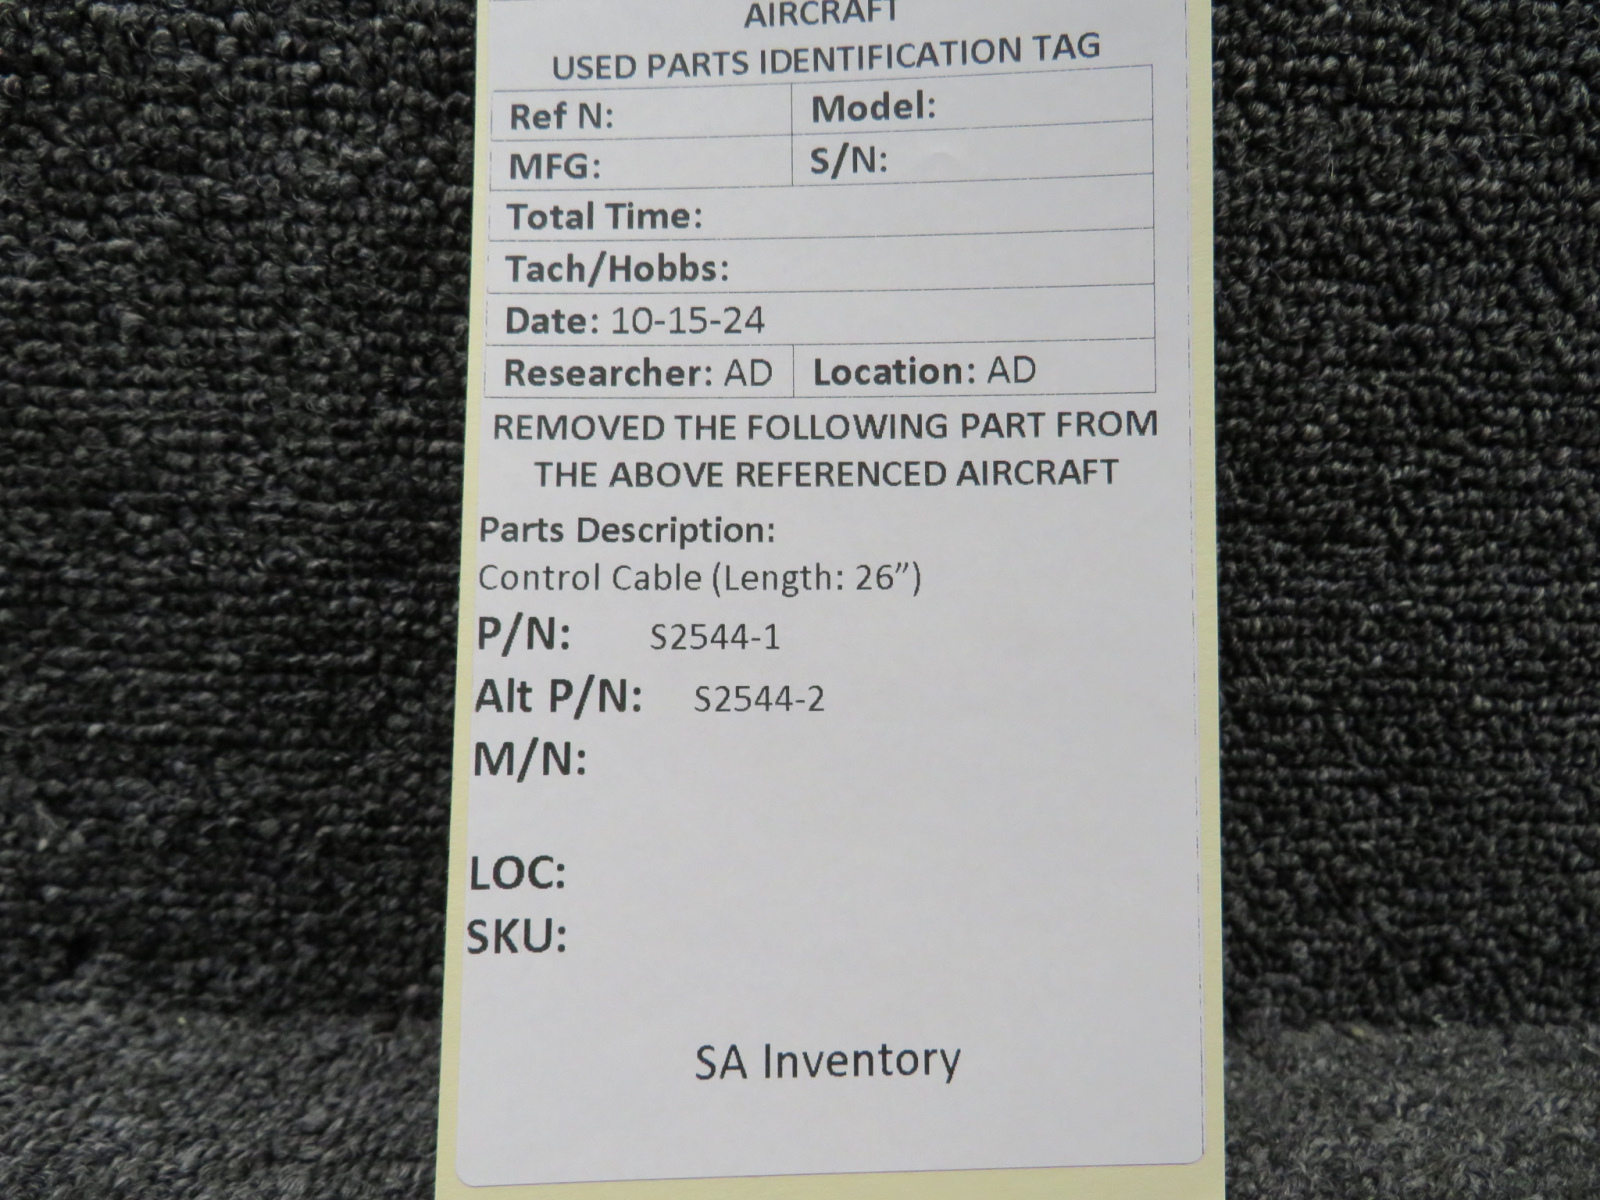 AIRCRAFT
USED PARTS IDENTIFICATION TAG
Ref N: Model:
MFG: S/N:
Total Time:
Tach/Hobbs:
Date: 10-15-24
Researcher: AD Location: AD
REMOVED THE FOLLOWING PART FROM
THE ABOVE REFERENCED AIRCRAFT
Parts Description:
Control Cable (Length: 26”)
P/N: S2544-1
Alt P/N: S2544-2
M/N:
LOC:
SKU:
SA Inventory